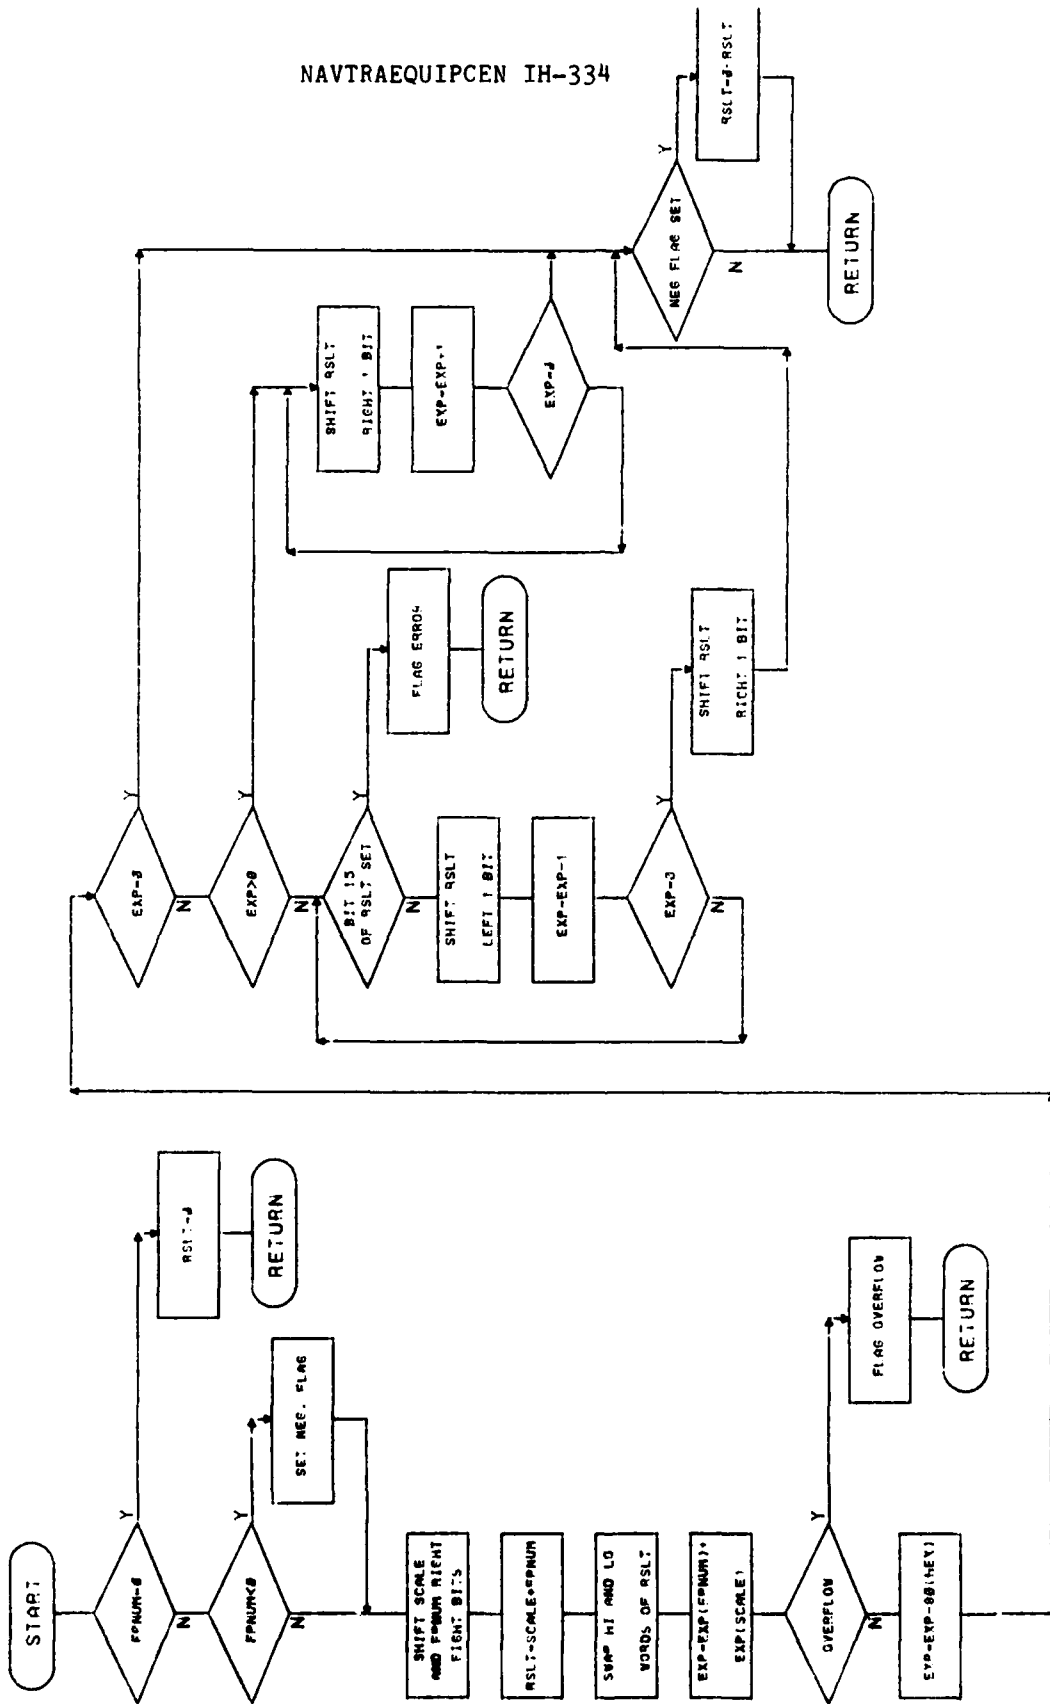 NAVTRAEQUIPCEN IH-334
START
FPNUM=0
Y
N
RSLT=0
RETURN
FPNUM<0
Y
N
SET NEG. FLAG
SHIFT SCALE
AND FPNUM RIGHT
EIGHT BITS
RSLT=SCALE*FPNUM
SWAP HI AND LO
WORDS OF RSLT
EXP=EXP(FPNUM)+
EXP(SCALE)
OVERFLOW
Y
N
FLAG OVERFLOW
RETURN
EXP=EXP-80(HEX)
EXP=0
Y
N
EXP>0
Y
N
BIT 15
OF RSLT SET
Y
N
FLAG ERROR
RETURN
SHIFT RSLT
LEFT 1 BIT
EXP=EXP-1
EXP=0
Y
N
SHIFT RSLT
RIGHT 1 BIT
SHIFT RSLT
RIGHT 1 BIT
EXP=EXP+1
EXP=0
NEG FLAG SET
Y
N
RSLT=0-RSLT
RETURN